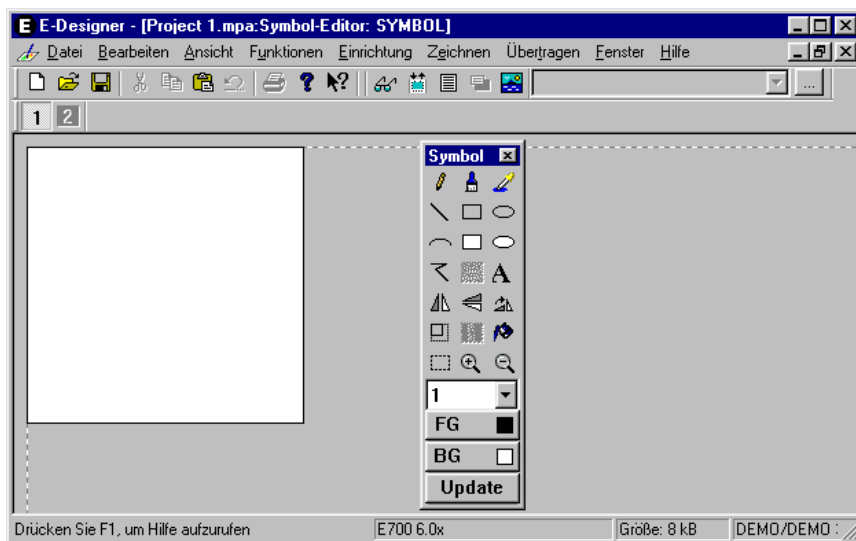 E E-Designer - [Project 1.mpa:Symbol-Editor: SYMBOL]
Datei Bearbeiten Ansicht Funktionen Einrichtung Zeichnen Übertragen Fenster Hilfe
...
1 2
Symbol
A
1
FG
BG
Update
Drücken Sie F1, um Hilfe aufzurufen E700 6.0x Größe: 8 kB DEMO/DEMO :